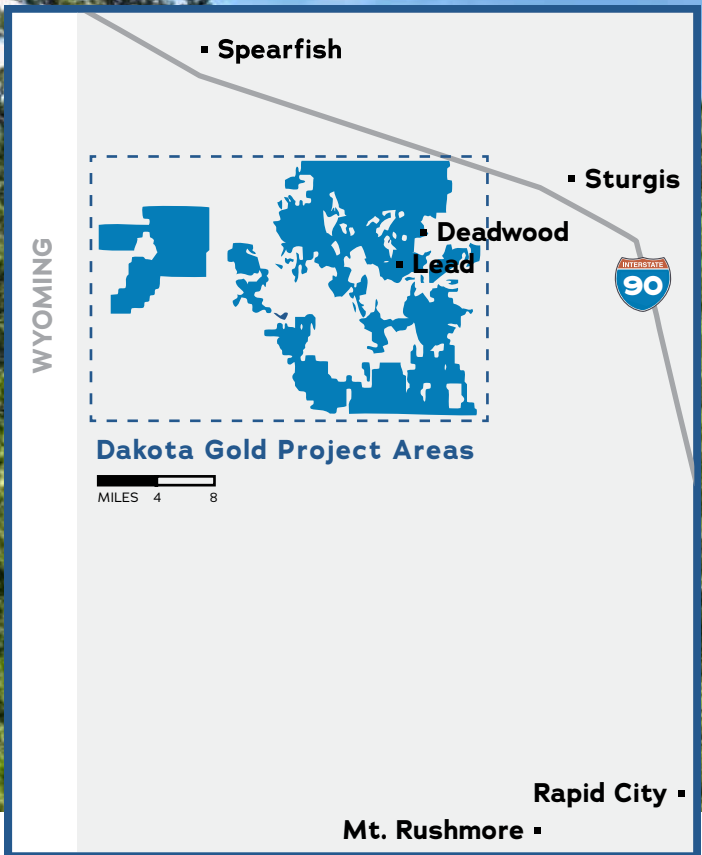 Spearfish
Sturgis
Deadwood
Lead
INTERSTATE
90
WYOMING
Dakota Gold Project Areas
MILES 4 8
Rapid City
Mt. Rushmore